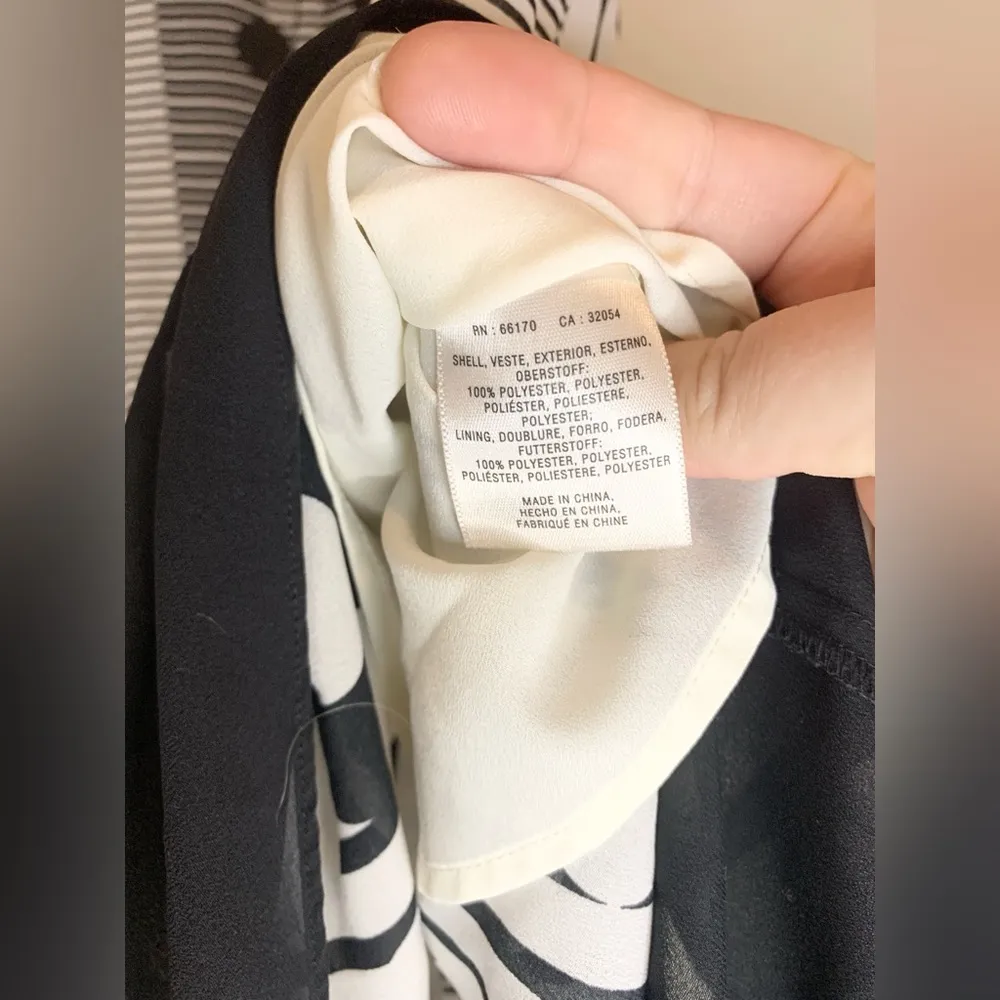 RN : 66170 CA : 32054
SHELL, VESTE, EXTERIOR, ESTERNO,
OBERSTOFF:
100% POLYESTER, POLYESTER,
POLIÉSTER, POLIESTERE,
POLYESTER;
LINING, DOUBLURE, FORRO, FODERA,
FUTTERSTOFF:
100% POLYESTER, POLYESTER,
POLIÉSTER, POLIESTERE, POLYESTER
MADE IN CHINA,
HECHO EN CHINA,
FABRIQUÉ EN CHINE